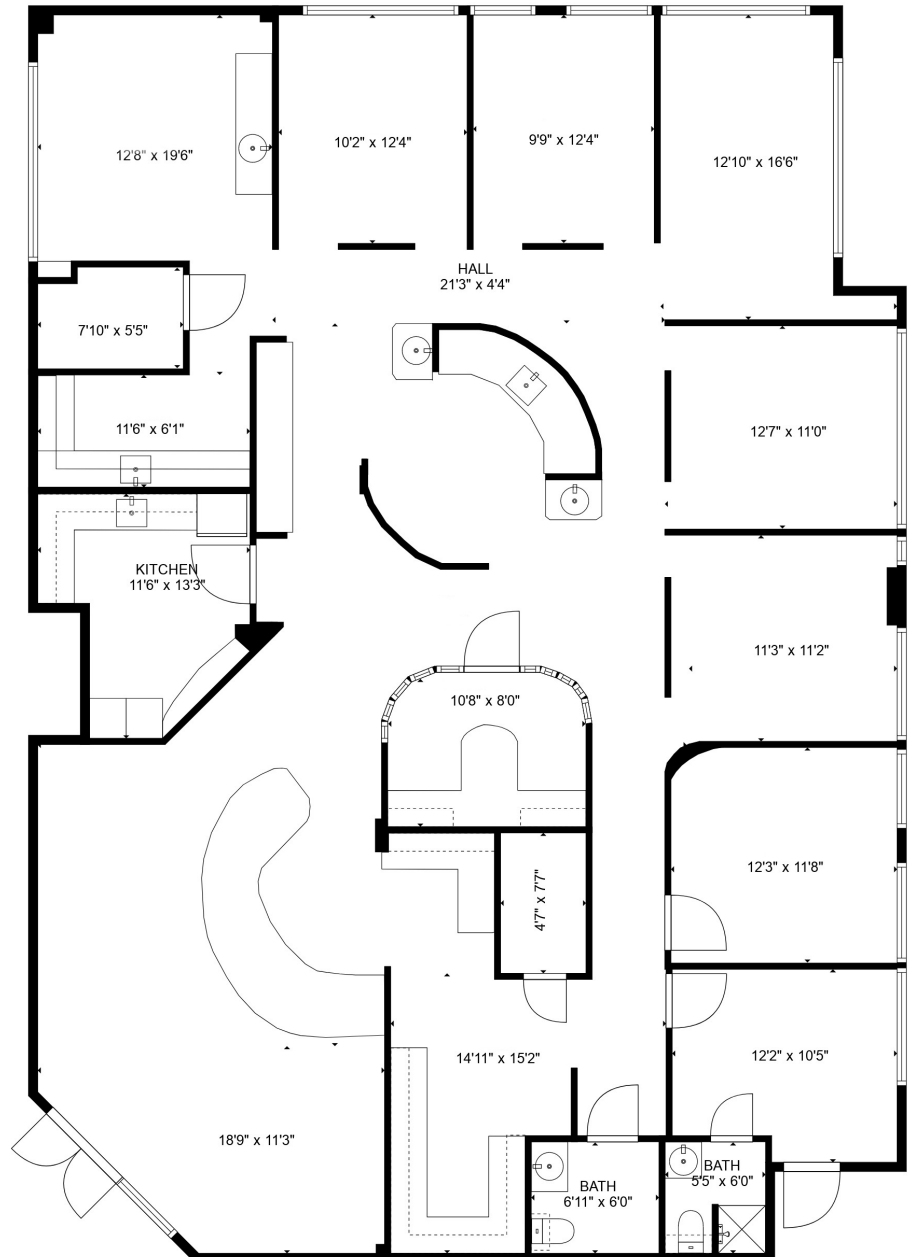 12'8" x 19'6"
10'2" x 12'4"
9'9" x 12'4"
12'10" x 16'6"
HALL
21'3" x 4'4"
7'10" x 5'5"
11'6" x 6'1"
12'7" x 11'0"
KITCHEN
11'6" x 13'3"
11'3" x 11'2"
10'8" x 8'0"
12'3" x 11'8"
4'7" x 7'7"
14'11" x 15'2"
12'2" x 10'5"
18'9" x 11'3"
BATH
6'11" x 6'0"
BATH
5'5" x 6'0"